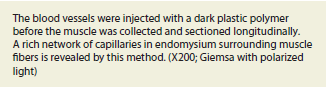 The blood vessels were injected with a dark plastic polymer
before the muscle was collected and sectioned longitudinally.
A rich network of capillaries in endomysium surrounding muscle
fibers is revealed by this method. (X200; Giemsa with polarized
light)